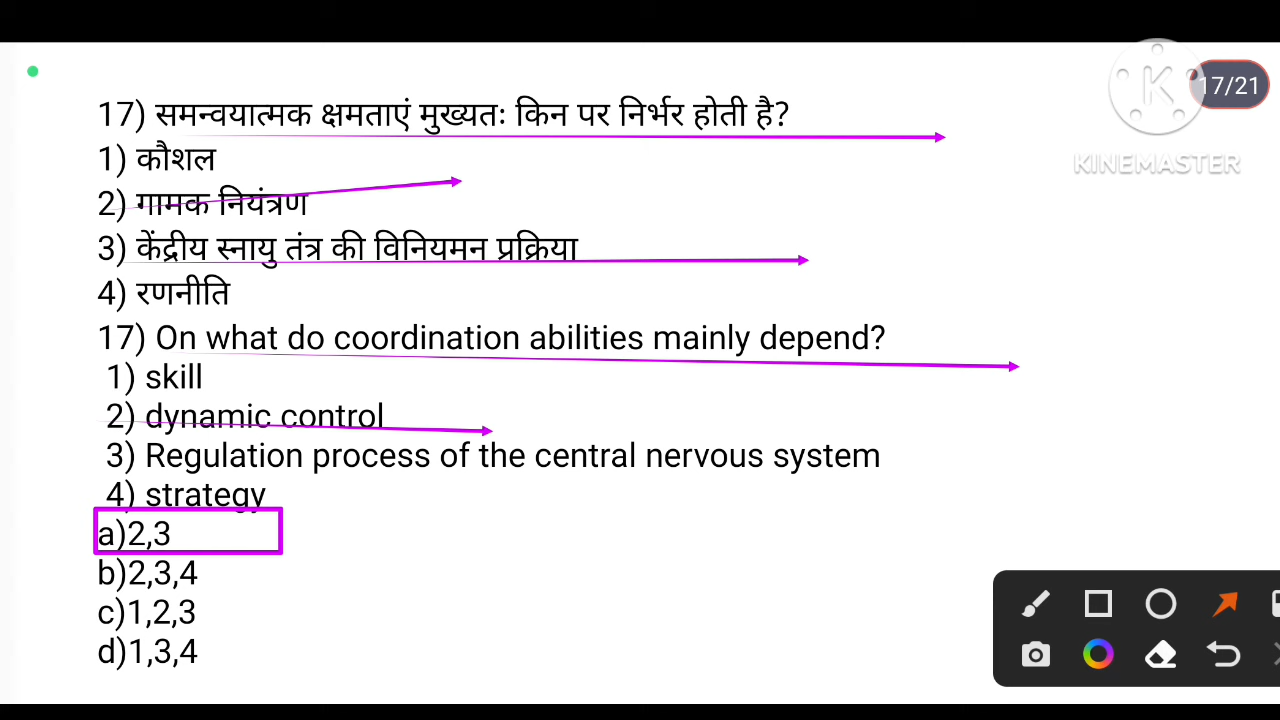 17) समन्वयात्मक क्षमताएं मुख्यतः किन पर निर्भर होती है?
1) कौशल
2) गामक नियंत्रण
3) केंद्रीय स्नायु तंत्र की विनियमन प्रक्रिया
4) रणनीति
17) On what do coordination abilities mainly depend?
1) skill
2) dynamic control
3) Regulation process of the central nervous system
4) strategy
a)2,3
b)2,3,4
c)1,2,3
d)1,3,4
17/21
K
KINEMASTER